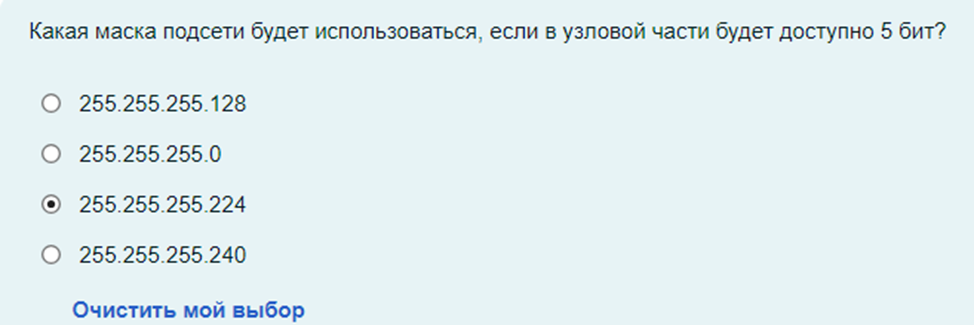 Какая маска подсети будет использоваться, если в узловой части будет доступно 5 бит?
255.255.255.128
255.255.255.0
255.255.255.224
255.255.255.240
Очистить мой выбор